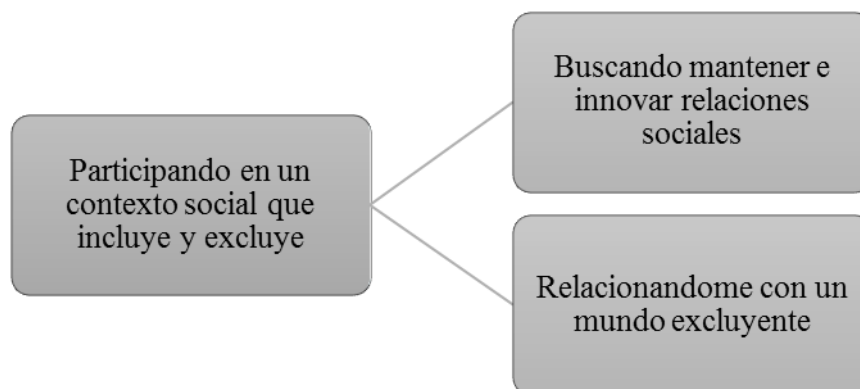 Participando en un
contexto social que
incluye y excluye
Buscando mantener e
innovar relaciones
sociales
Relacionandome con un
mundo excluyente